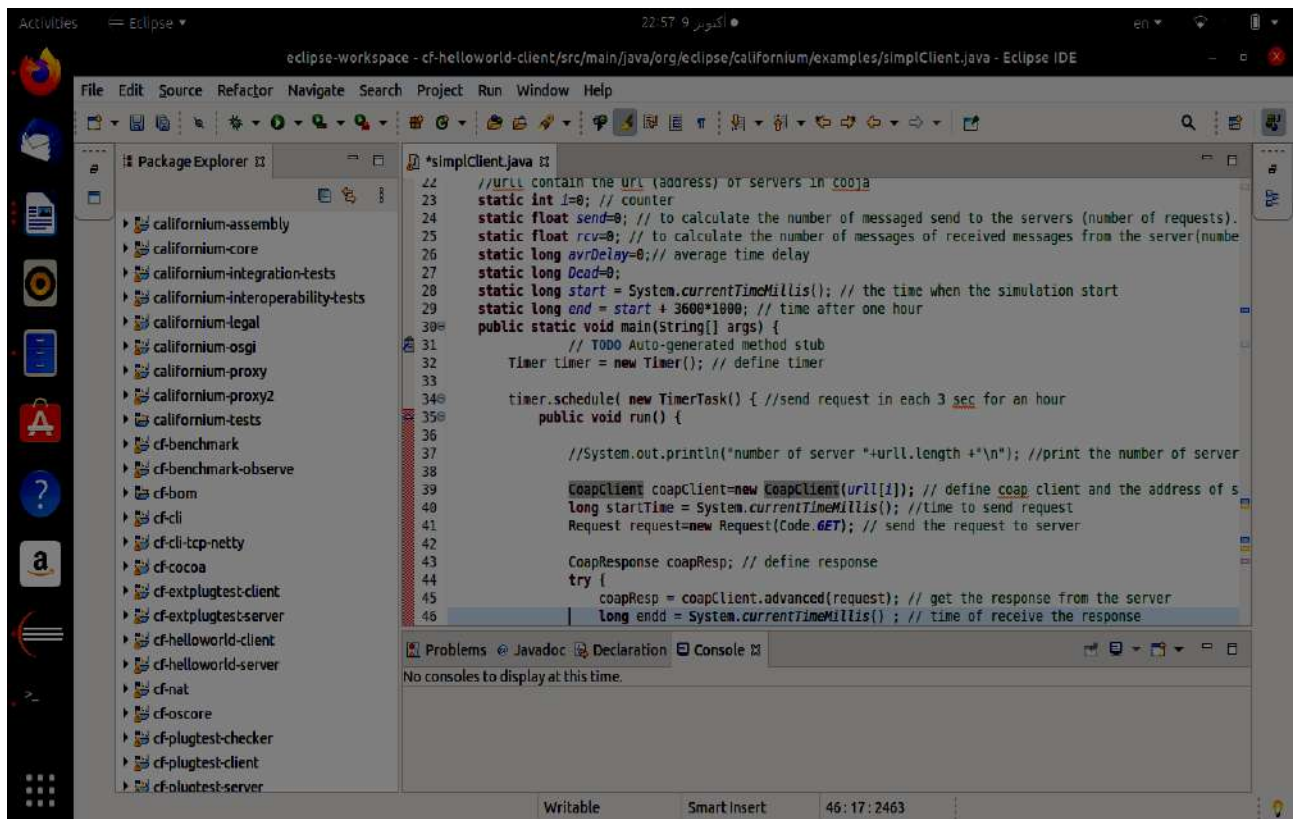 Activities Eclipse 22:57 9 أكتوبر en
eclipse-workspace - cf-helloworld-client/src/main/java/org/eclipse/californium/examples/simplClient.java - Eclipse IDE
File Edit Source Refactor Navigate Search Project Run Window Help
Package Explorer
californium-assembly
californium-core
californium-integration-tests
californium-interoperability-tests
californium-legal
californium-osgi
californium-proxy
californium-proxy2
californium-tests
cf-benchmark
cf-benchmark-observe
cf-bom
cf-cli
cf-cli-tcp-netty
cf-cocoa
cf-extplugtest-client
cf-extplugtest-server
cf-helloworld-client
cf-helloworld-server
cf-nat
cf-oscore
cf-plugtest-checker
cf-plugtest-client
cf-plugtest-server
*simplClient.java
22 //urll contain the url (address) of servers in cooja
23 static int i=0; // counter
24 static float send=0; // to calculate the number of messaged send to the servers (number of requests).
25 static float rcv=0; // to calculate the number of messages of received messages from the server(numbe
26 static long avrDelay=0;// average time delay
27 static long Dead=0;
28 static long start = System.currentTimeMillis(); // the time when the simulation start
29 static long end = start + 3600*1000; // time after one hour
30 public static void main(String[] args) {
31 // TODO Auto-generated method stub
32 Timer timer = new Timer(); // define timer
33
34 timer.schedule( new TimerTask() { //send request in each 3 sec for an hour
35 public void run() {
36
37 //System.out.println("number of server "+urll.length +"\n"); //print the number of server
38
39 CoapClient coapClient=new CoapClient(urll[i]); // define coap client and the address of s
40 long startTime = System.currentTimeMillis(); //time to send request
41 Request request=new Request(Code.GET); // send the request to server
42
43 CoapResponse coapResp; // define response
44 try {
45 coapResp = coapClient.advanced(request); // get the response from the server
46 long endd = System.currentTimeMillis() ; // time of receive the response
Problems Javadoc Declaration Console
No consoles to display at this time.
Writable Smart Insert 46 : 17 : 2463